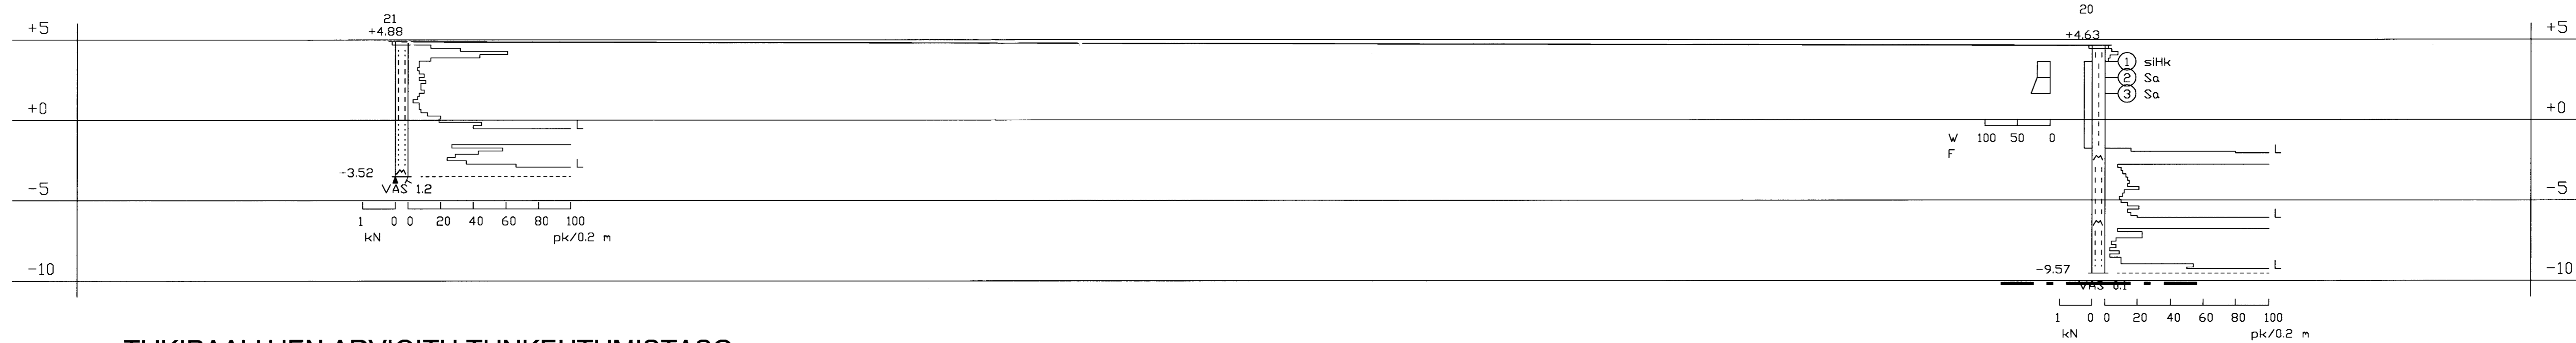 21
20
+5
+4.88
+4.63
+5
1 siHk
2 Sa
3 Sa
+0
L
+0
W 100 50 0
F
L
L
-3.52
-5
VAS 1.2
-5
1 0 0 20 40 60 80 100
L
kN pk/0.2 m
-10
-9.57
L
-10
VAS 0.1
1 0 0 20 40 60 80 100
kN pk/0.2 m
TUKIPAALUJEN ARVIOITU TUNKEUTUMISTASO